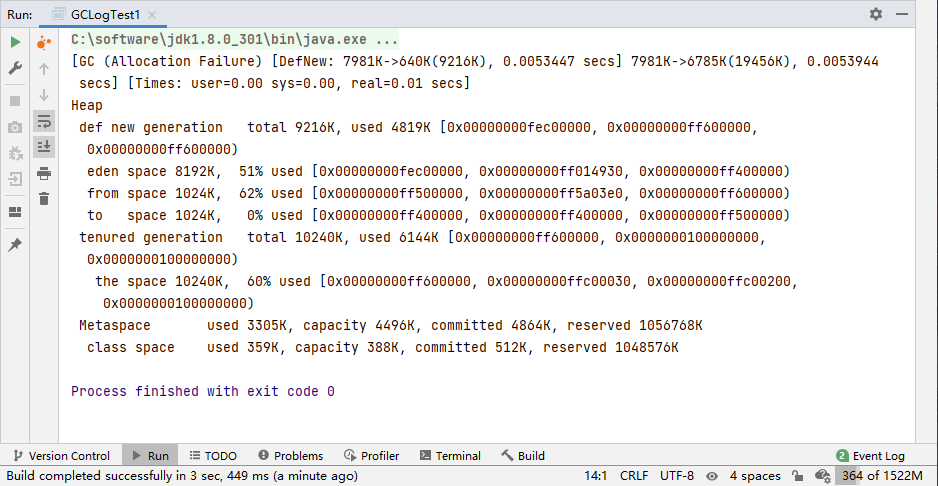 Run: GCLogTest1
C:\software\jdk1.8.0_301\bin\java.exe ...
[GC (Allocation Failure) [DefNew: 7981K->640K(9216K), 0.0053447 secs] 7981K->6785K(19456K), 0.0053944
secs] [Times: user=0.00 sys=0.00, real=0.01 secs]
Heap
def new generation total 9216K, used 4819K [0x00000000fec00000, 0x00000000ff600000,
0x00000000ff600000)
eden space 8192K, 51% used [0x00000000fec00000, 0x00000000ff014930, 0x00000000ff400000)
from space 1024K, 62% used [0x00000000ff500000, 0x00000000ff5a03e0, 0x00000000ff600000)
to space 1024K, 0% used [0x00000000ff400000, 0x00000000ff400000, 0x00000000ff500000)
tenured generation total 10240K, used 6144K [0x00000000ff600000, 0x0000000100000000,
0x0000000100000000)
the space 10240K, 60% used [0x00000000ff600000, 0x00000000ffc00030, 0x00000000ffc00200,
0x0000000100000000)
Metaspace used 3305K, capacity 4496K, committed 4864K, reserved 1056768K
class space used 359K, capacity 388K, committed 512K, reserved 1048576K
Process finished with exit code 0
Version Control Run TODO Problems Profiler Terminal Build 2 Event Log
Build completed successfully in 3 sec, 449 ms (a minute ago) 14:1 CRLF UTF-8 4 spaces 364 of 1522M